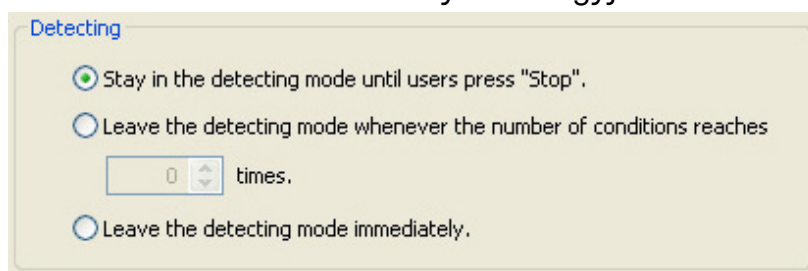 Detecting
Stay in the detecting mode until users press "Stop".
Leave the detecting mode whenever the number of conditions reaches
0 times.
Leave the detecting mode immediately.